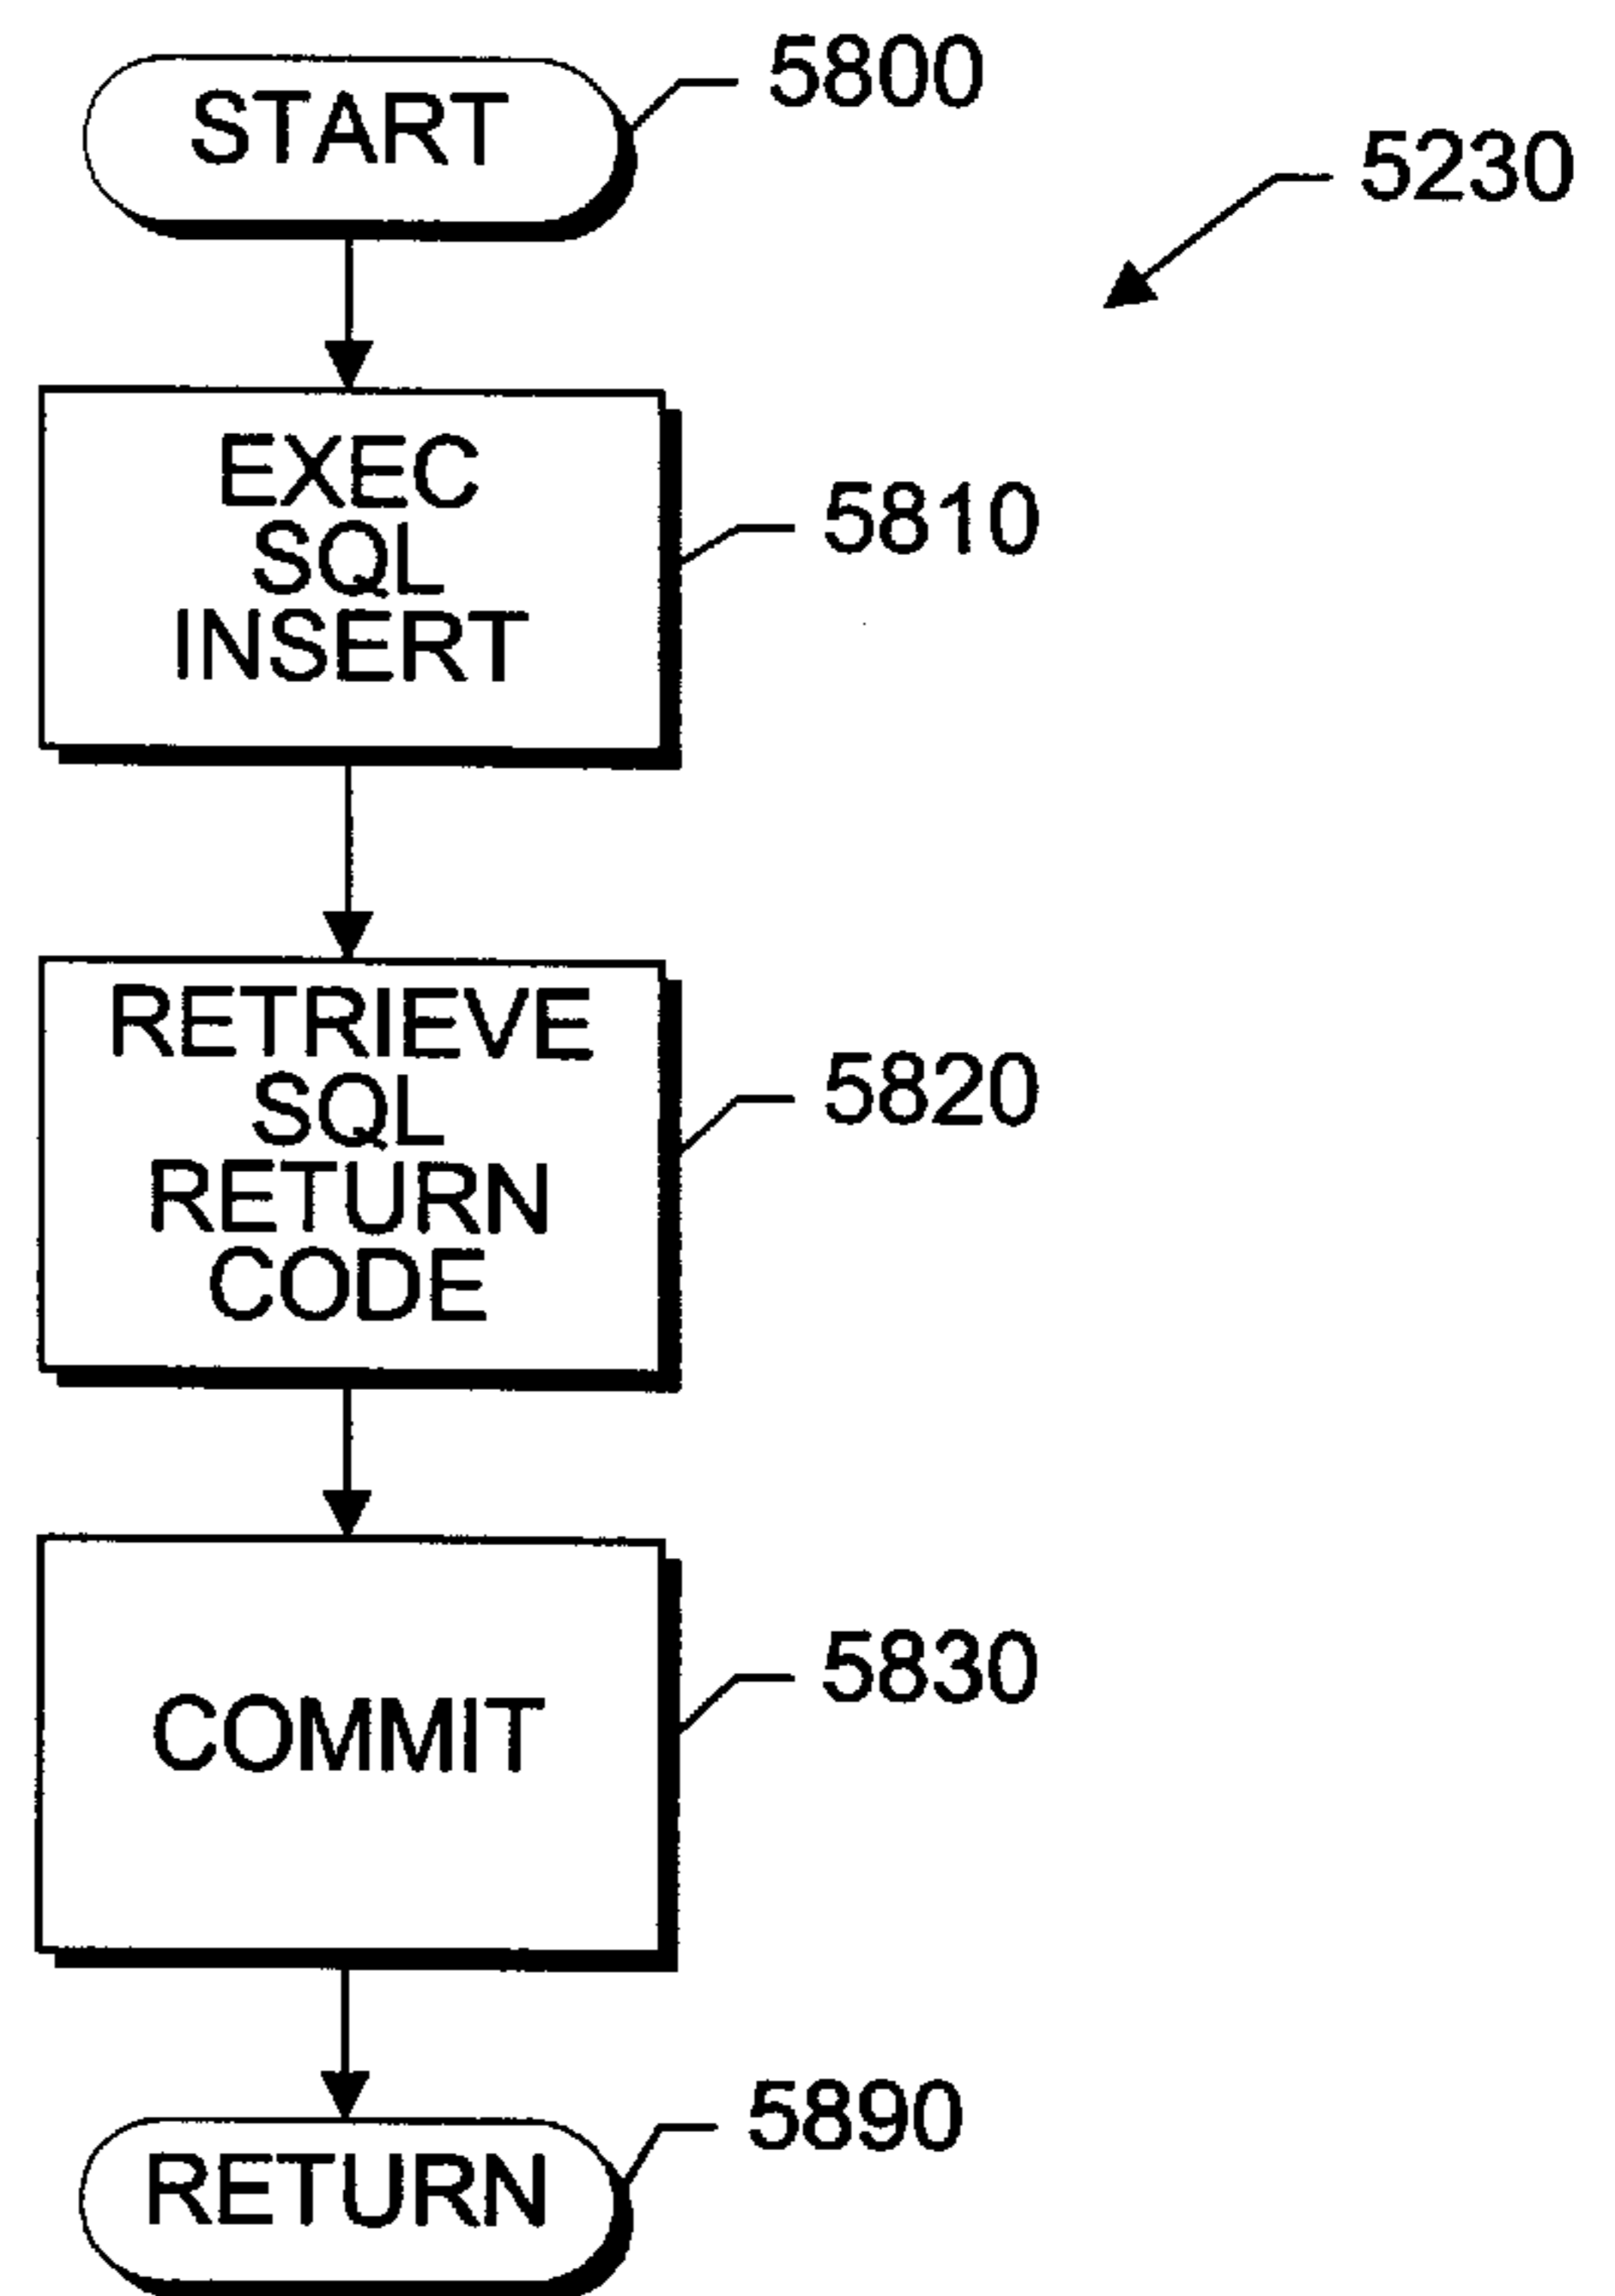 START
5800
5230
EXEC
SQL
INSERT
5810
RETRIEVE
SQL
RETURN
CODE
5820
COMMIT
5830
RETURN
5890